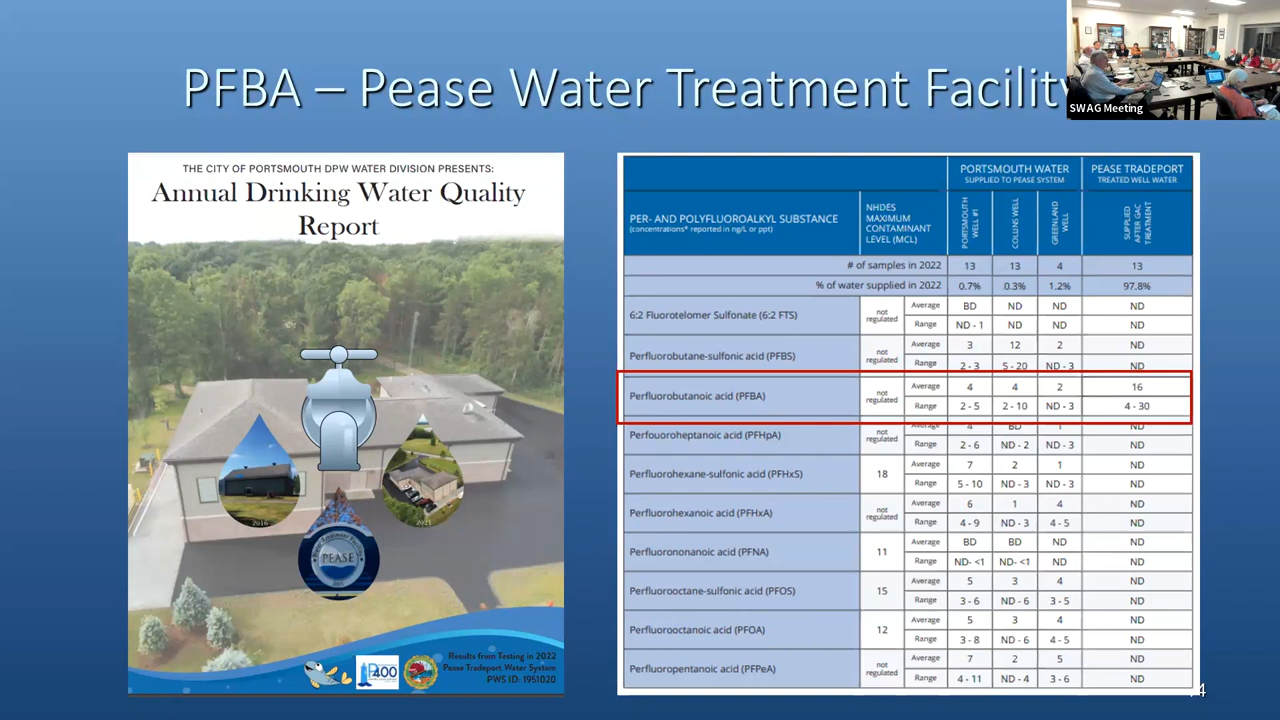 PFBA – Pease Water Treatment Facility
SWAG Meeting
THE CITY OF PORTSMOUTH DPW WATER DIVISION PRESENTS:
Annual Drinking Water Quality
Report
2016
2021
PEASE
P400
Results from Testing in 2022
Pease Tradeport Water System
PWS ID: 1951020
PORTSMOUTH WATER
SUPPLIED TO PEASE SYSTEM
PEASE TRADEPORT
TREATED WELL WATER
PER- AND POLYFLUOROALKYL SUBSTANCE
(concentrations* reported in ng/L or ppt)
NHDES
MAXIMUM
CONTAMINANT
LEVEL (MCL)
PORTSMOUTH
WELL #1
COLLINS WELL
GREENLAND
WELL
SUPPLIED
AFTER GAC
TREATMENT
# of samples in 2022 13 13 4 13
% of water supplied in 2022 0.7% 0.3% 1.2% 97.8%
6:2 Fluorotelomer Sulfonate (6:2 FTS) not regulated
Average BD ND ND ND
Range ND - 1 ND ND ND
Perfluorobutane-sulfonic acid (PFBS) not regulated
Average 3 12 2 ND
Range 2 - 3 5 - 20 ND - 3 ND
Perfluorobutanoic acid (PFBA) not regulated
Average 4 4 2 16
Range 2 - 5 2 - 10 ND - 3 4 - 30
Perfouoroheptanoic acid (PFHpA) not regulated
Average 4 BD 1 ND
Range 2 - 6 ND - 2 ND - 3 ND
Perfluorohexane-sulfonic acid (PFHxS) 18
Average 7 2 1 ND
Range 5 - 10 ND - 3 ND - 3 ND
Perfluorohexanoic acid (PFHxA) not regulated
Average 6 1 4 ND
Range 4 - 9 ND - 3 4 - 5 ND
Perfluorononanoic acid (PFNA) 11
Average BD BD ND ND
Range ND- <1 ND- <1 ND ND
Perfluorooctane-sulfonic acid (PFOS) 15
Average 5 3 4 ND
Range 3 - 6 ND - 6 3 - 5 ND
Perfluorooctanoic acid (PFOA) 12
Average 5 3 4 ND
Range 3 - 8 ND - 6 4 - 5 ND
Perfluoropentanoic acid (PFPeA) not regulated
Average 7 2 5 ND
Range 4 - 11 ND - 4 3 - 6 ND